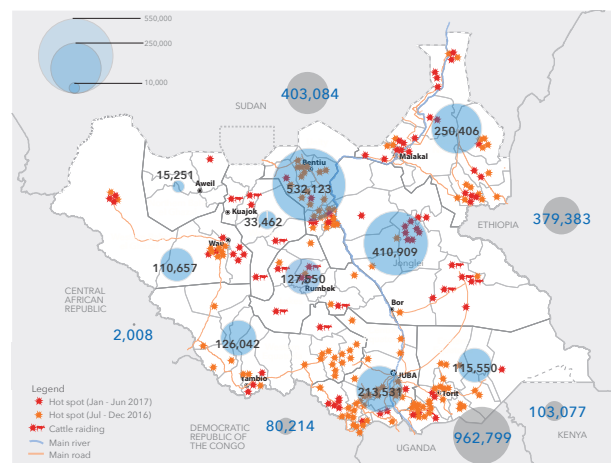 550,000
250,000
10,000
403,084
SUDAN
250,406
Malakal
Bentiu
532,123
15,251
Aweil
Kuajok
33,462
ETHIOPIA
379,383
Wau
410,909
Jonglei
110,657
127,850
Rumbek
CENTRAL
AFRICAN
REPUBLIC
2,008
Bor
126,042
115,550
Yambio
JUBA
213,531
Torit
Legend
Hot spot (Jan - Jun 2017)
Hot spot (Jul - Dec 2016)
Cattle raiding
Main river
Main road
80,214
DEMOCRATIC
REPUBLIC OF
THE CONGO
UGANDA
962,799
103,077
KENYA